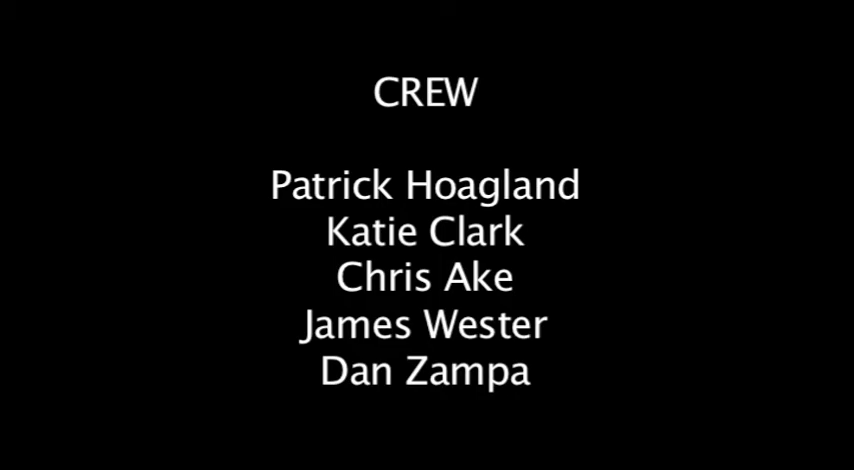 CREW
Patrick Hoagland
Katie Clark
Chris Ake
James Wester
Dan Zampa